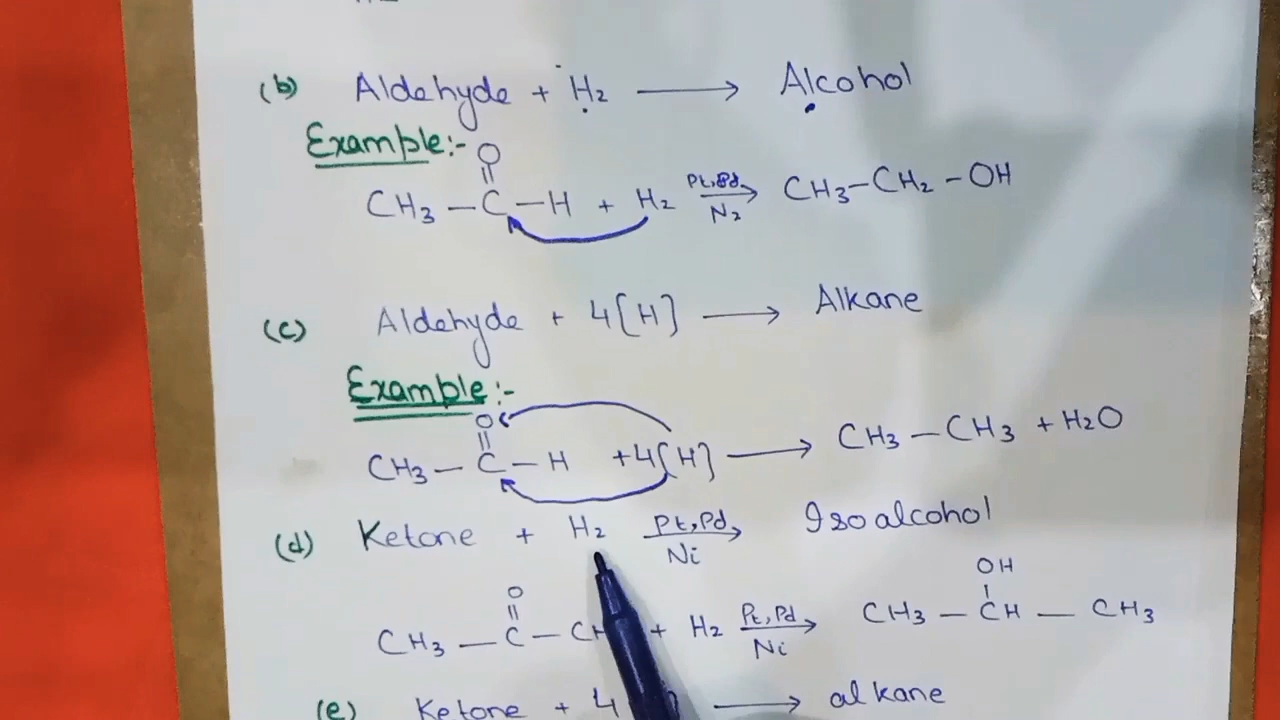 (b) Aldehyde + H2 ⟶ Alcohol
Example:-
O
||
CH3 — C — H + H2 Pt,Pd ⟶ N2 CH3 — CH2 — OH
(c) Aldehyde + 4[H] ⟶ Alkane
Example:-
O
||
CH3 — C — H +4[H] ⟶ CH3 — CH3 + H2O
(d) Ketone + H2 Pt,Pd ⟶ Ni Isoalcohol
O OH
|| |
CH3 — C — CH + H2 Pt,Pd ⟶ Ni CH3 — CH — CH3
(e) Ketone + 4 ⟶ alkane